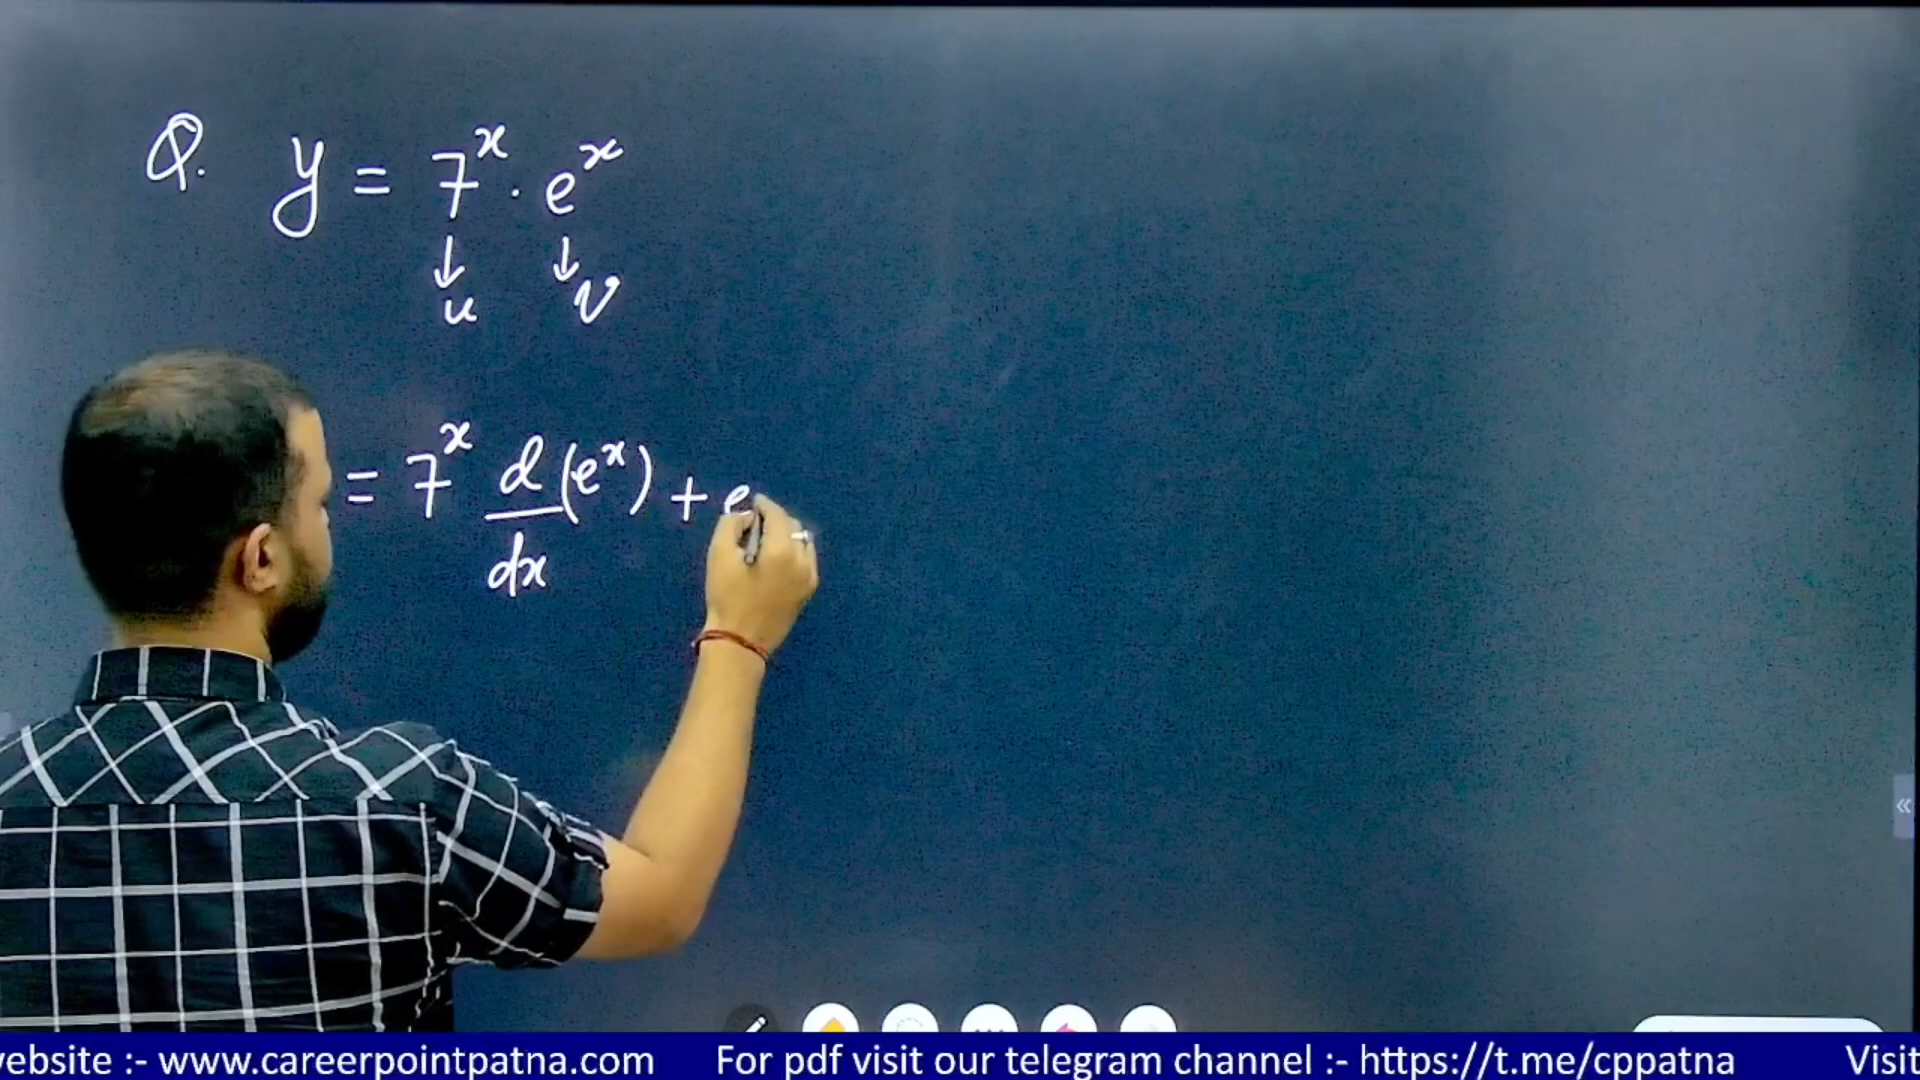 Q. y = 7^x · e^x
↓ ↓
u v
= 7^x d/dx (e^x) + e
ebsite :- www.careerpointpatna.com For pdf visit our telegram channel :- https://t.me/cppatna Visit